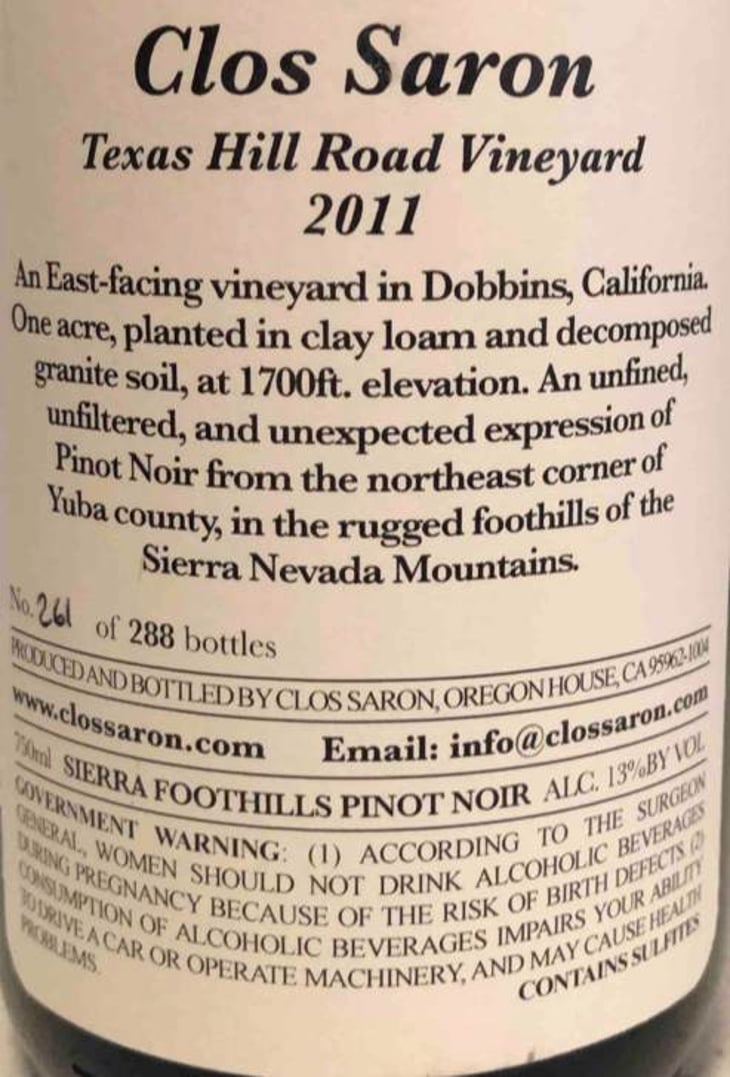 Clos Saron
Texas Hill Road Vineyard
2011
An East-facing vineyard in Dobbins, California.
One acre, planted in clay loam and decomposed
granite soil, at 1700ft. elevation. An unfined,
unfiltered, and unexpected expression of
Pinot Noir from the northeast corner of
Yuba county, in the rugged foothills of the
Sierra Nevada Mountains.
No. 261 of 288 bottles
PRODUCED AND BOTTLED BY CLOS SARON, OREGON HOUSE, CA 95962-1004
www.clossaron.com Email: info@clossaron.com
750ml SIERRA FOOTHILLS PINOT NOIR ALC. 13%BY VOL
GOVERNMENT WARNING: (1) ACCORDING TO THE SURGEON
GENERAL, WOMEN SHOULD NOT DRINK ALCOHOLIC BEVERAGES
DURING PREGNANCY BECAUSE OF THE RISK OF BIRTH DEFECTS (2)
CONSUMPTION OF ALCOHOLIC BEVERAGES IMPAIRS YOUR ABILITY
TO DRIVE A CAR OR OPERATE MACHINERY, AND MAY CAUSE HEALTH
PROBLEMS. CONTAINS SULFITES